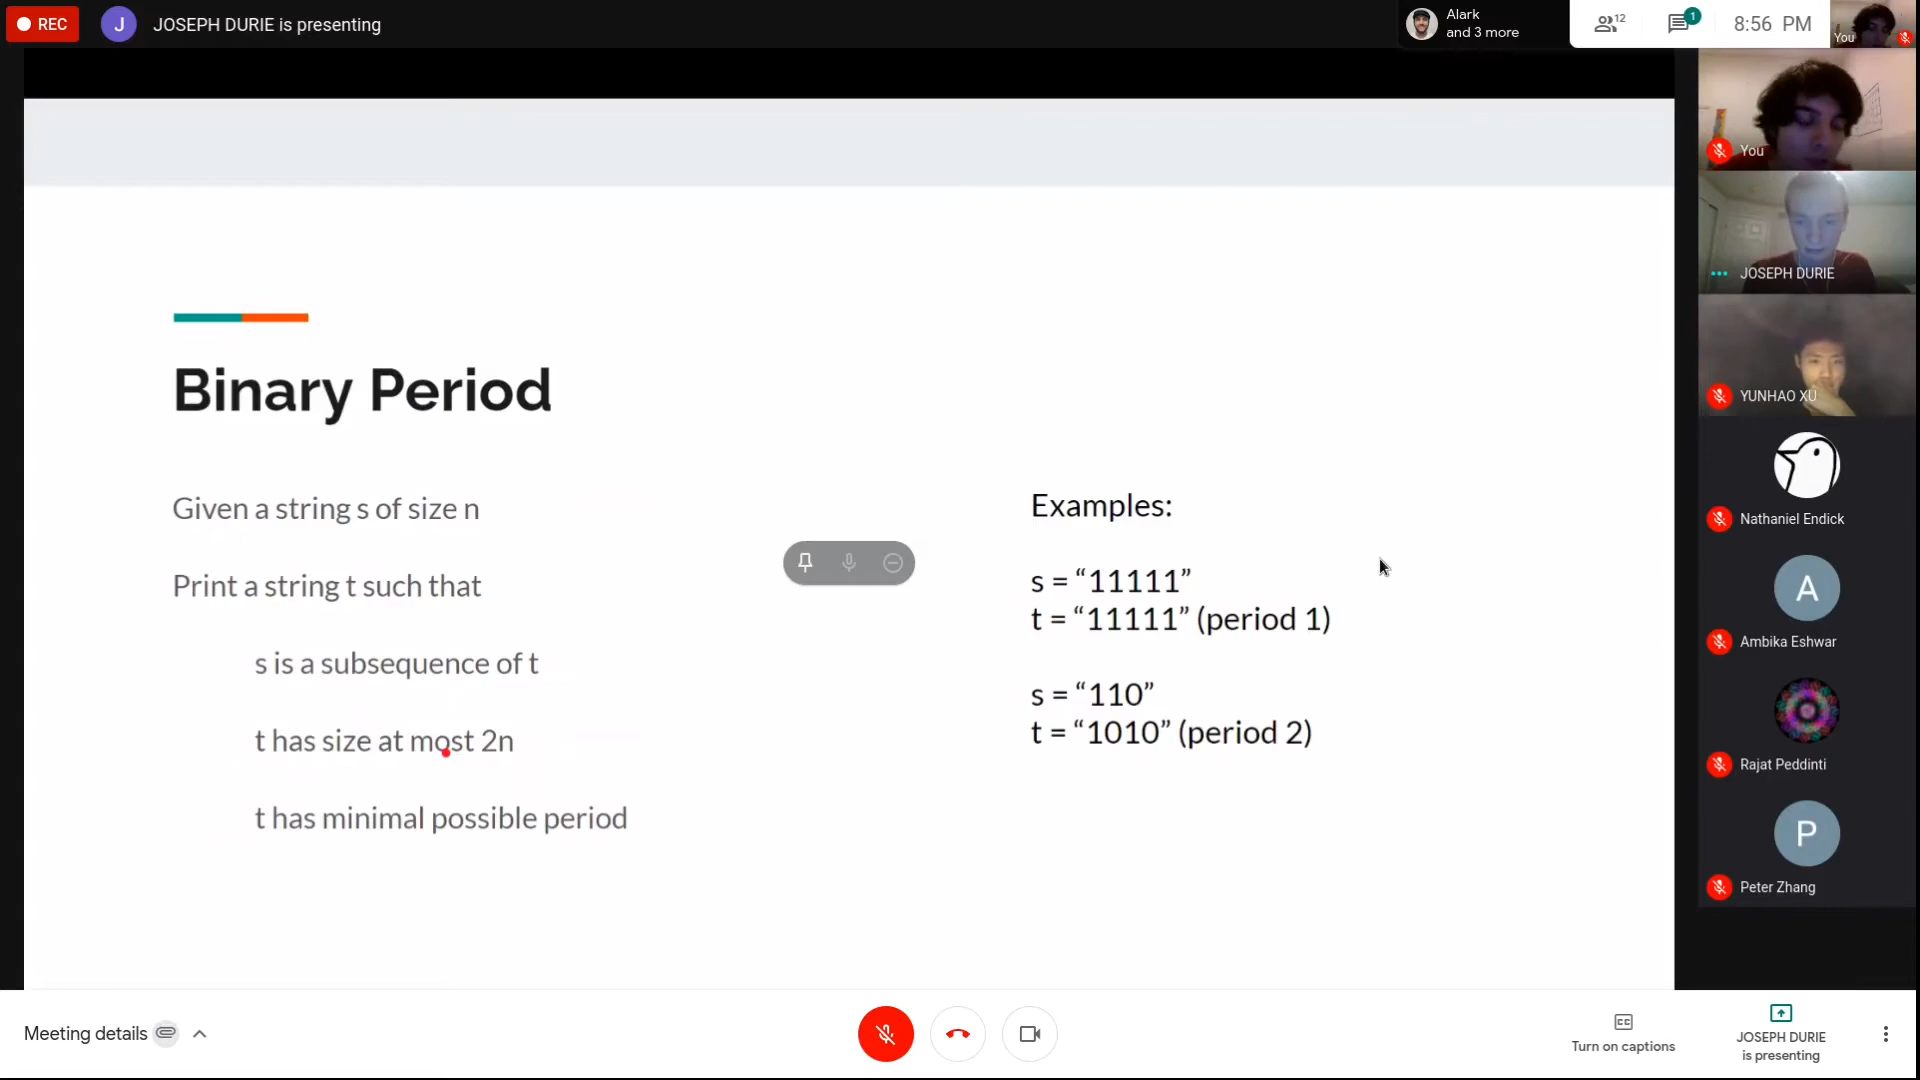 REC
J
JOSEPH DURIE is presenting
Alark
and 3 more
12
1
8:56 PM
You
You
JOSEPH DURIE
YUNHAO XU
Nathaniel Endick
A
Ambika Eshwar
Rajat Peddinti
P
Peter Zhang
Binary Period
Given a string s of size n
Print a string t such that
s is a subsequence of t
t has size at most 2n
t has minimal possible period
Examples:
s = “11111”
t = “11111” (period 1)
s = “110”
t = “1010” (period 2)
Meeting details
CC
Turn on captions
JOSEPH DURIE
is presenting